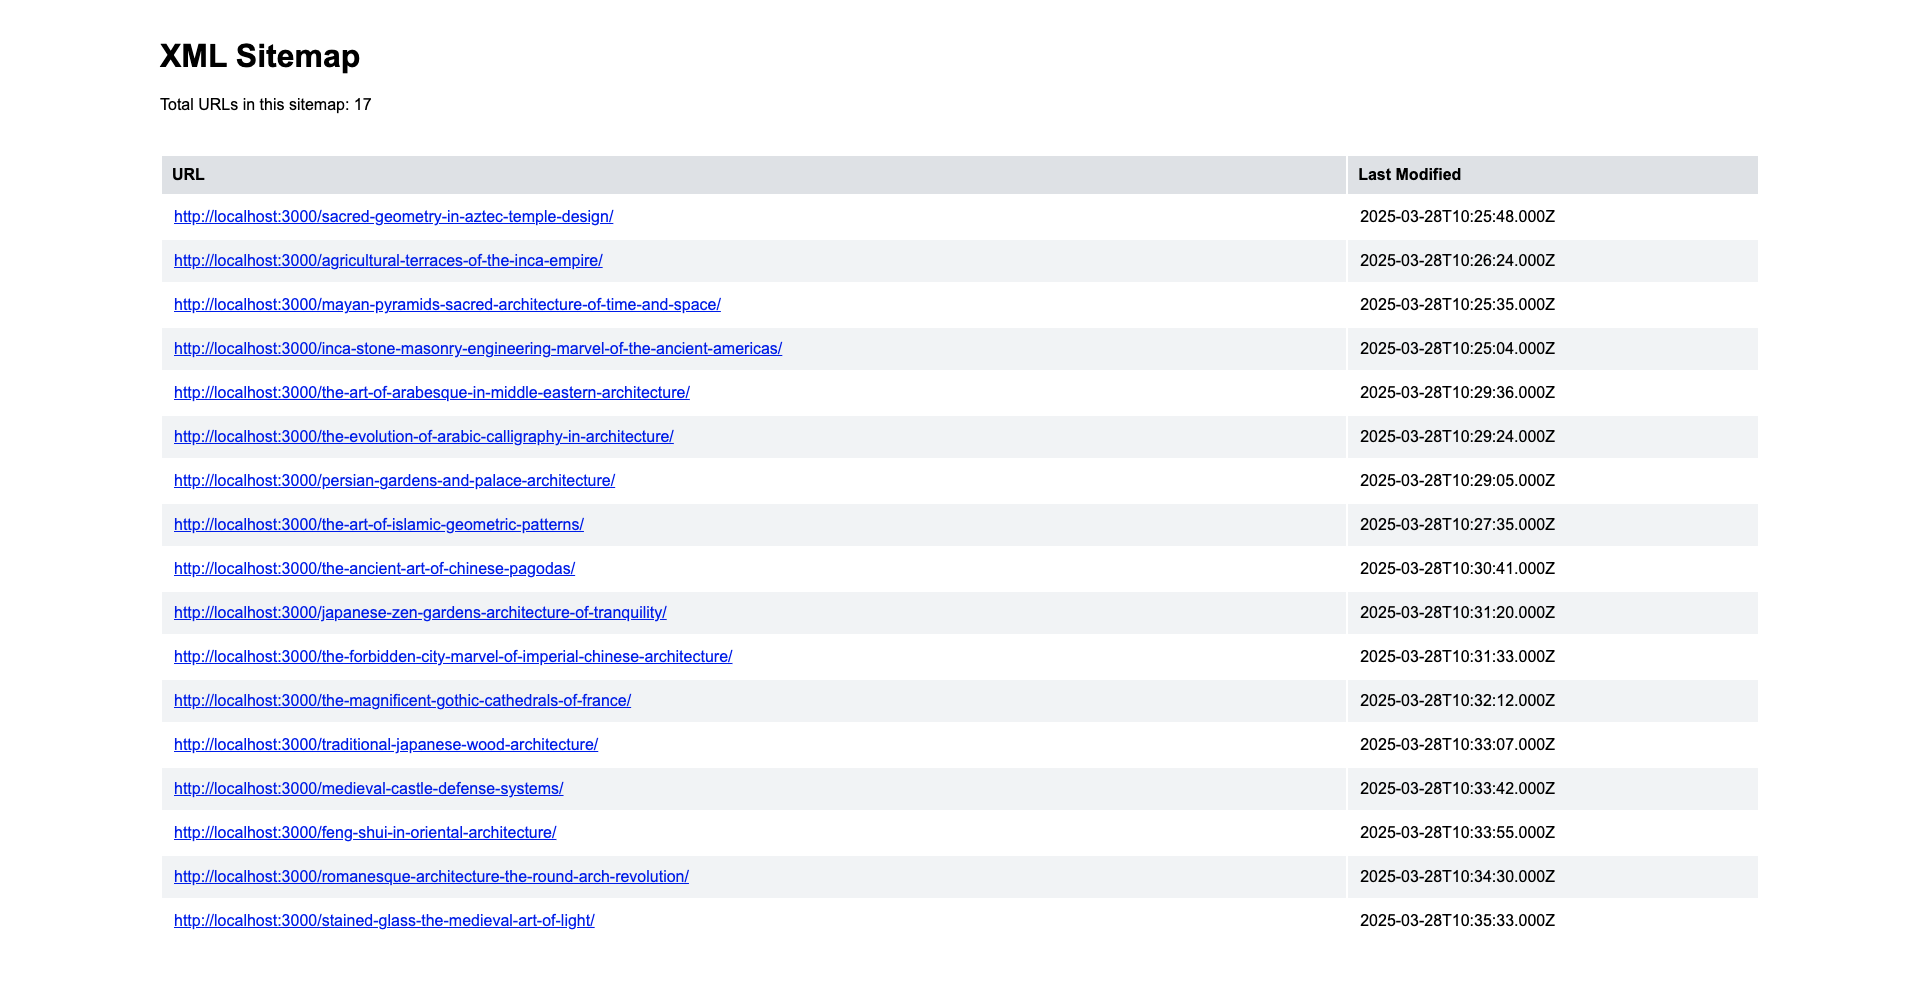 XML Sitemap
Total URLs in this sitemap: 17
URL Last Modified
http://localhost:3000/sacred-geometry-in-aztec-temple-design/ 2025-03-28T10:25:48.000Z
http://localhost:3000/agricultural-terraces-of-the-inca-empire/ 2025-03-28T10:26:24.000Z
http://localhost:3000/mayan-pyramids-sacred-architecture-of-time-and-space/ 2025-03-28T10:25:35.000Z
http://localhost:3000/inca-stone-masonry-engineering-marvel-of-the-ancient-americas/ 2025-03-28T10:25:04.000Z
http://localhost:3000/the-art-of-arabesque-in-middle-eastern-architecture/ 2025-03-28T10:29:36.000Z
http://localhost:3000/the-evolution-of-arabic-calligraphy-in-architecture/ 2025-03-28T10:29:24.000Z
http://localhost:3000/persian-gardens-and-palace-architecture/ 2025-03-28T10:29:05.000Z
http://localhost:3000/the-art-of-islamic-geometric-patterns/ 2025-03-28T10:27:35.000Z
http://localhost:3000/the-ancient-art-of-chinese-pagodas/ 2025-03-28T10:30:41.000Z
http://localhost:3000/japanese-zen-gardens-architecture-of-tranquility/ 2025-03-28T10:31:20.000Z
http://localhost:3000/the-forbidden-city-marvel-of-imperial-chinese-architecture/ 2025-03-28T10:31:33.000Z
http://localhost:3000/the-magnificent-gothic-cathedrals-of-france/ 2025-03-28T10:32:12.000Z
http://localhost:3000/traditional-japanese-wood-architecture/ 2025-03-28T10:33:07.000Z
http://localhost:3000/medieval-castle-defense-systems/ 2025-03-28T10:33:42.000Z
http://localhost:3000/feng-shui-in-oriental-architecture/ 2025-03-28T10:33:55.000Z
http://localhost:3000/romanesque-architecture-the-round-arch-revolution/ 2025-03-28T10:34:30.000Z
http://localhost:3000/stained-glass-the-medieval-art-of-light/ 2025-03-28T10:35:33.000Z